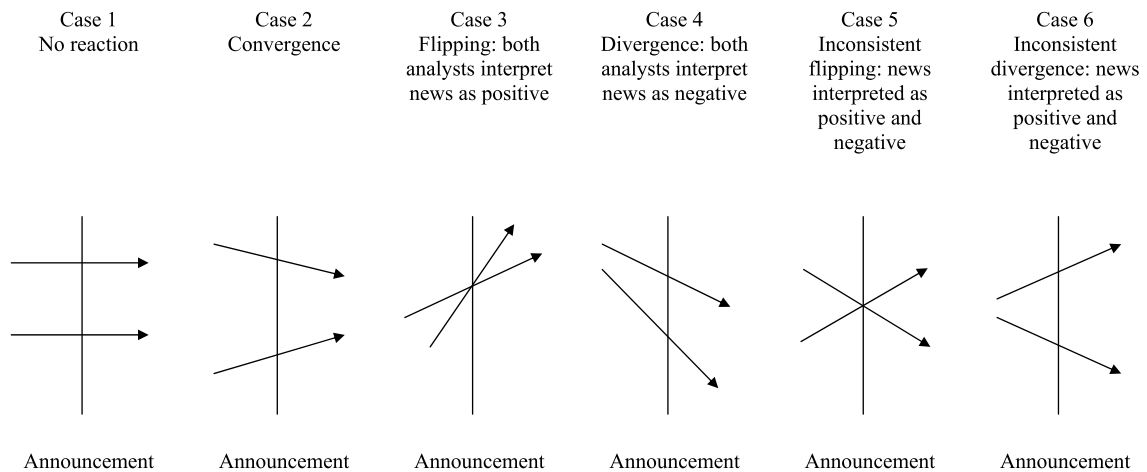 Case 1
No reaction
Case 2
Convergence
Case 3
Flipping: both
analysts interpret
news as positive
Case 4
Divergence: both
analysts interpret
news as negative
Case 5
Inconsistent
flipping: news
interpreted as
positive and
negative
Case 6
Inconsistent
divergence: news
interpreted as
positive and
negative
Announcement
Announcement
Announcement
Announcement
Announcement
Announcement